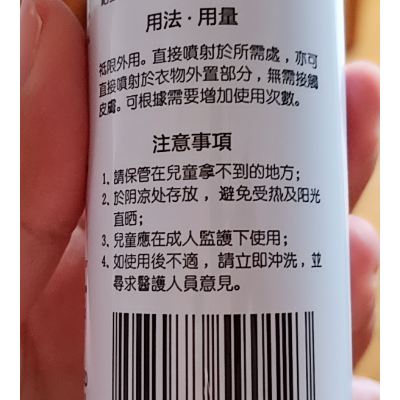 用法·用量
祗限外用。直接噴射於所需處，亦可
直接噴射於衣物外置部分，無需接觸
皮膚。可根據需要增加使用次數。
注意事項
1、請保管在兒童拿不到的地方；
2、於阴凉处存放，避免受热及阳光
直晒；
3、兒童應在成人監護下使用；
4、如使用後不適，請立即沖洗，並
尋求醫護人員意見。